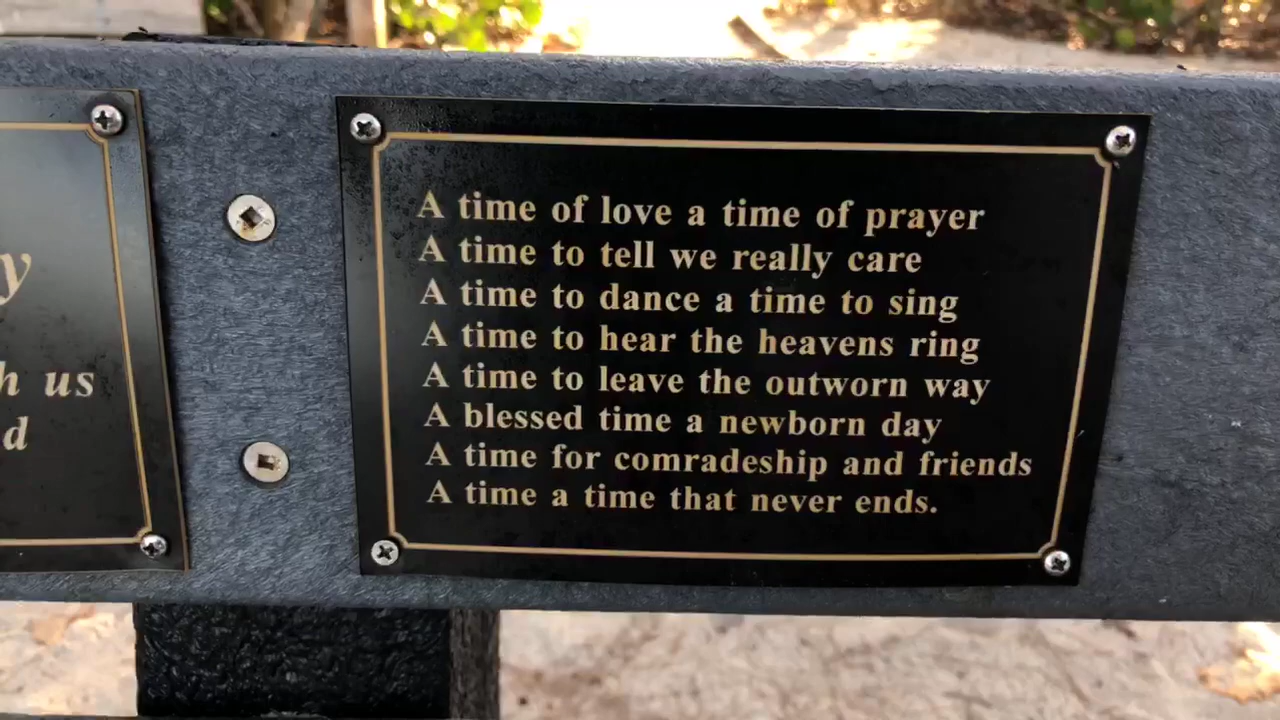 A time of love a time of prayer
A time to tell we really care
A time to dance a time to sing
A time to hear the heavens ring
A time to leave the outworn way
A blessed time a newborn day
A time for comradeship and friends
A time a time that never ends.
us